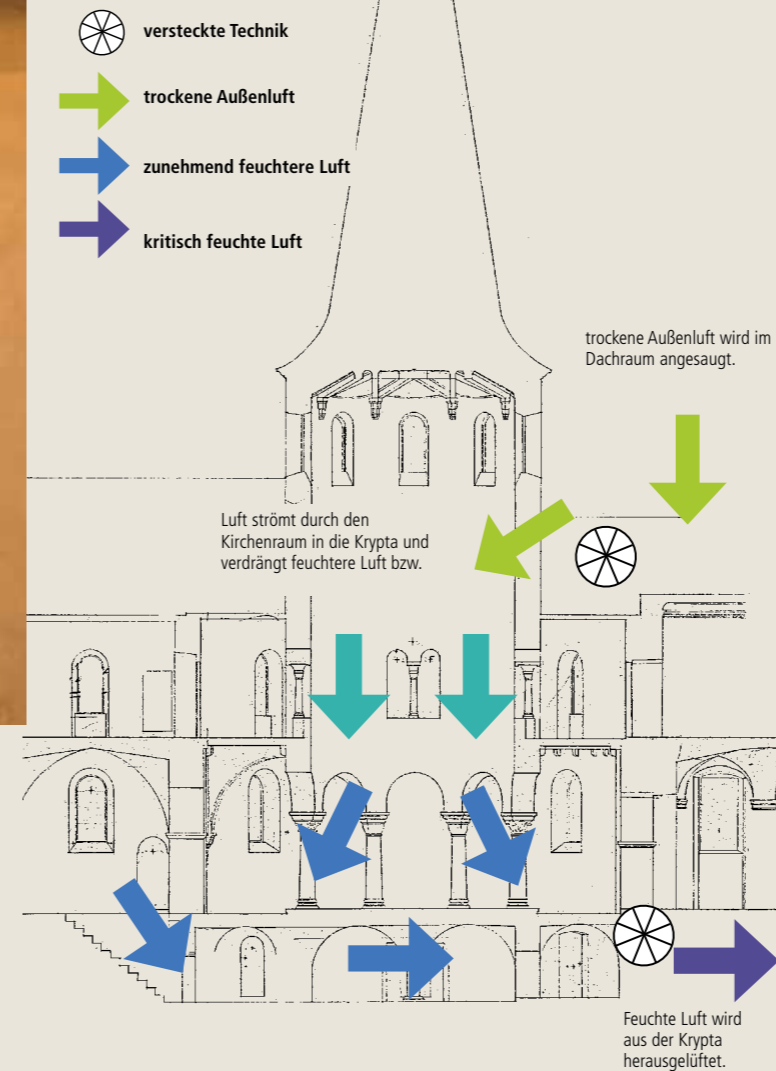 versteckte Technik
trockene Außenluft
zunehmend feuchtere Luft
kritisch feuchte Luft
trockene Außenluft wird im
Dachraum angesaugt.
Luft strömt durch den
Kirchenraum in die Krypta und
verdrängt feuchtere Luft bzw.
Feuchte Luft wird
aus der Krypta
herausgelüftet.